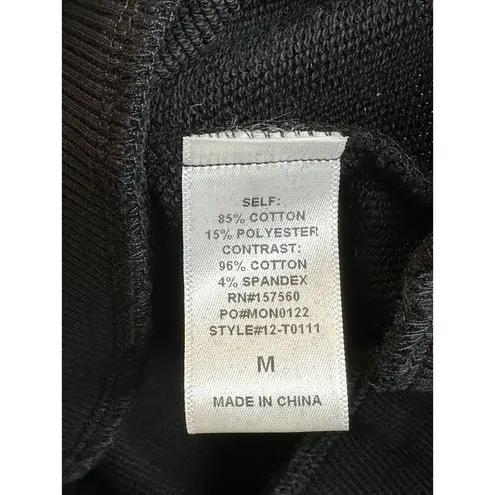 SELF:
85% COTTON
15% POLYESTER
CONTRAST:
96% COTTON
4% SPANDEX
RN#157560
PO#MON0122
STYLE#12-T0111
M
MADE IN CHINA